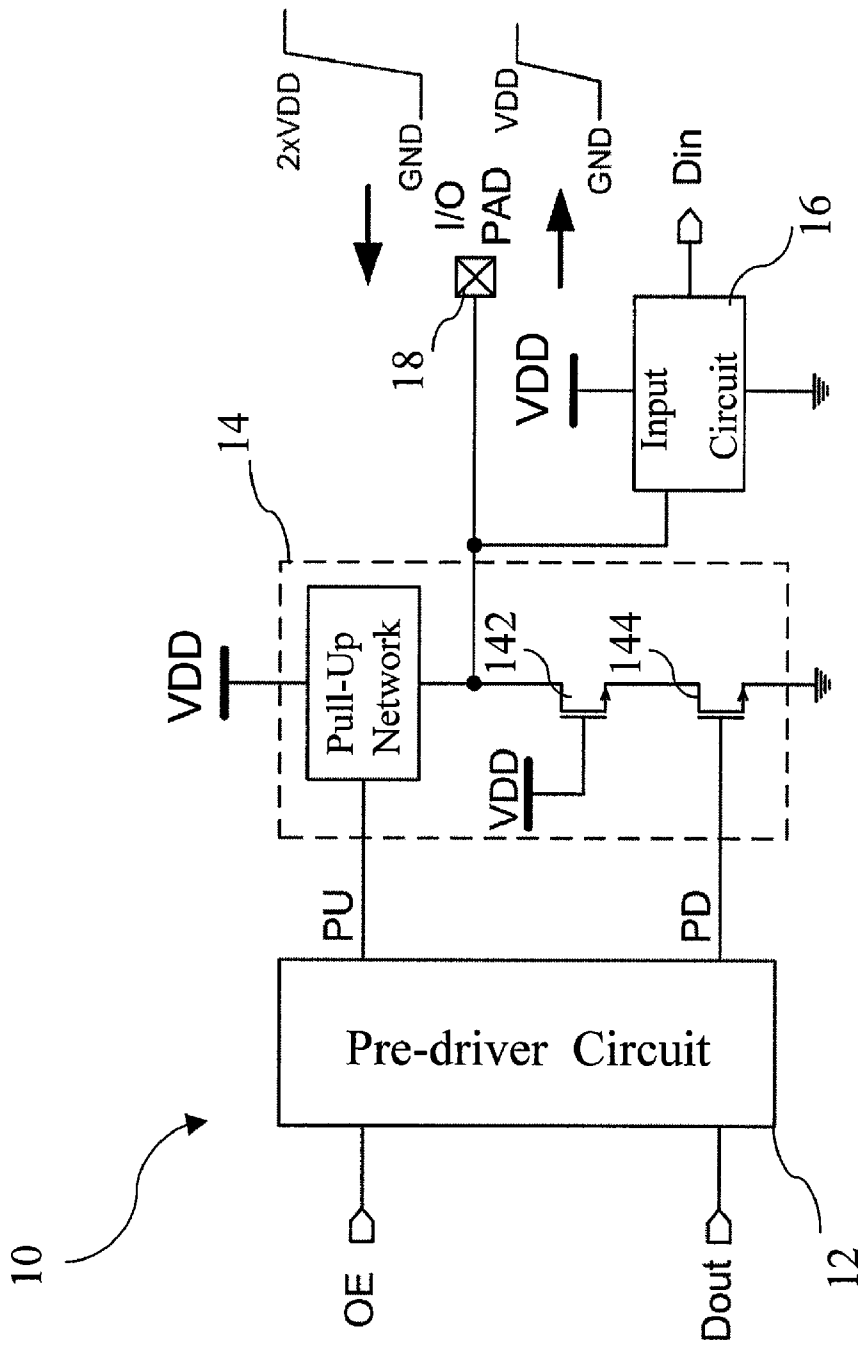 10
OE
Dout
12
Pre-driver Circuit
PU
PD
14
VDD
Pull-Up
Network
VDD
142
144
18
I/O
PAD
2xVDD
GND
VDD
GND
VDD
Input
Circuit
16
Din